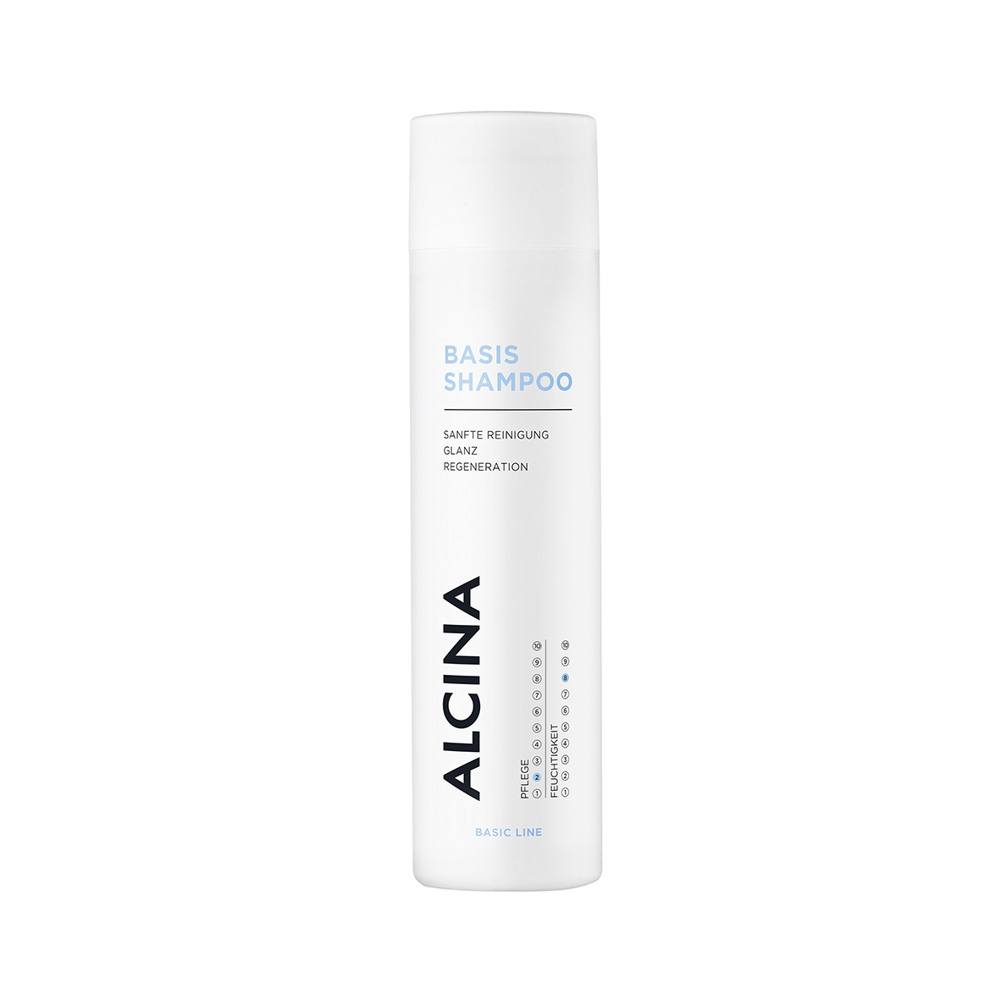 BASIS
SHAMPOO
SANFTE REINIGUNG
GLANZ
REGENERATION
ALCINA
PFLEGE
1 2 3 4 5 6 7 8 9 10
FEUCHTIGKEIT
1 2 3 4 5 6 7 8 9 10
BASIC LINE